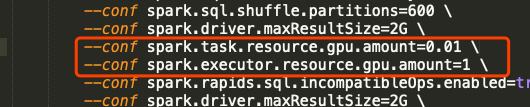 --conf spark.sql.shuffle.partitions=600 \
--conf spark.driver.maxResultSize=2G \
--conf spark.task.resource.gpu.amount=0.01 \
--conf spark.executor.resource.gpu.amount=1 \
--conf spark.rapids.sql.incompatibleOps.enabled=tr
--conf spark.driver.maxResultSize=2G \